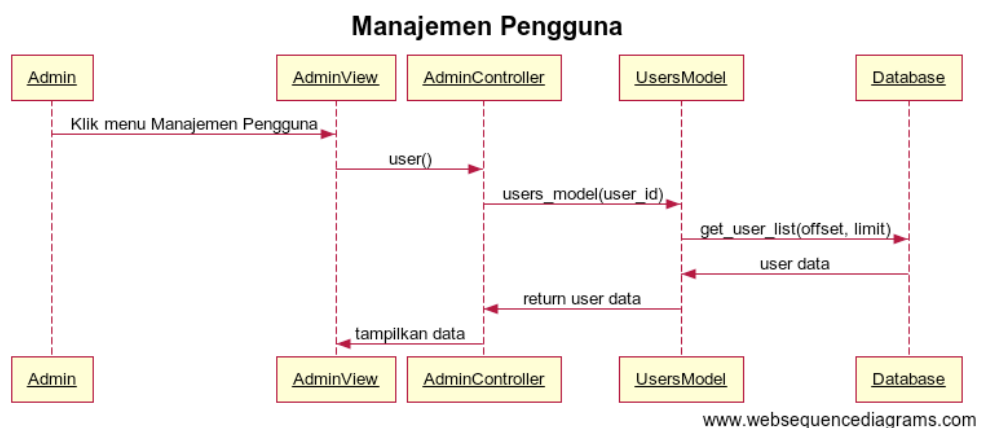 Manajemen Pengguna
Admin
AdminView
AdminController
UsersModel
Database
Klik menu Manajemen Pengguna
user()
users_model(user_id)
get_user_list(offset, limit)
user data
return user data
tampilkan data
Admin
AdminView
AdminController
UsersModel
Database
www.websequencediagrams.com